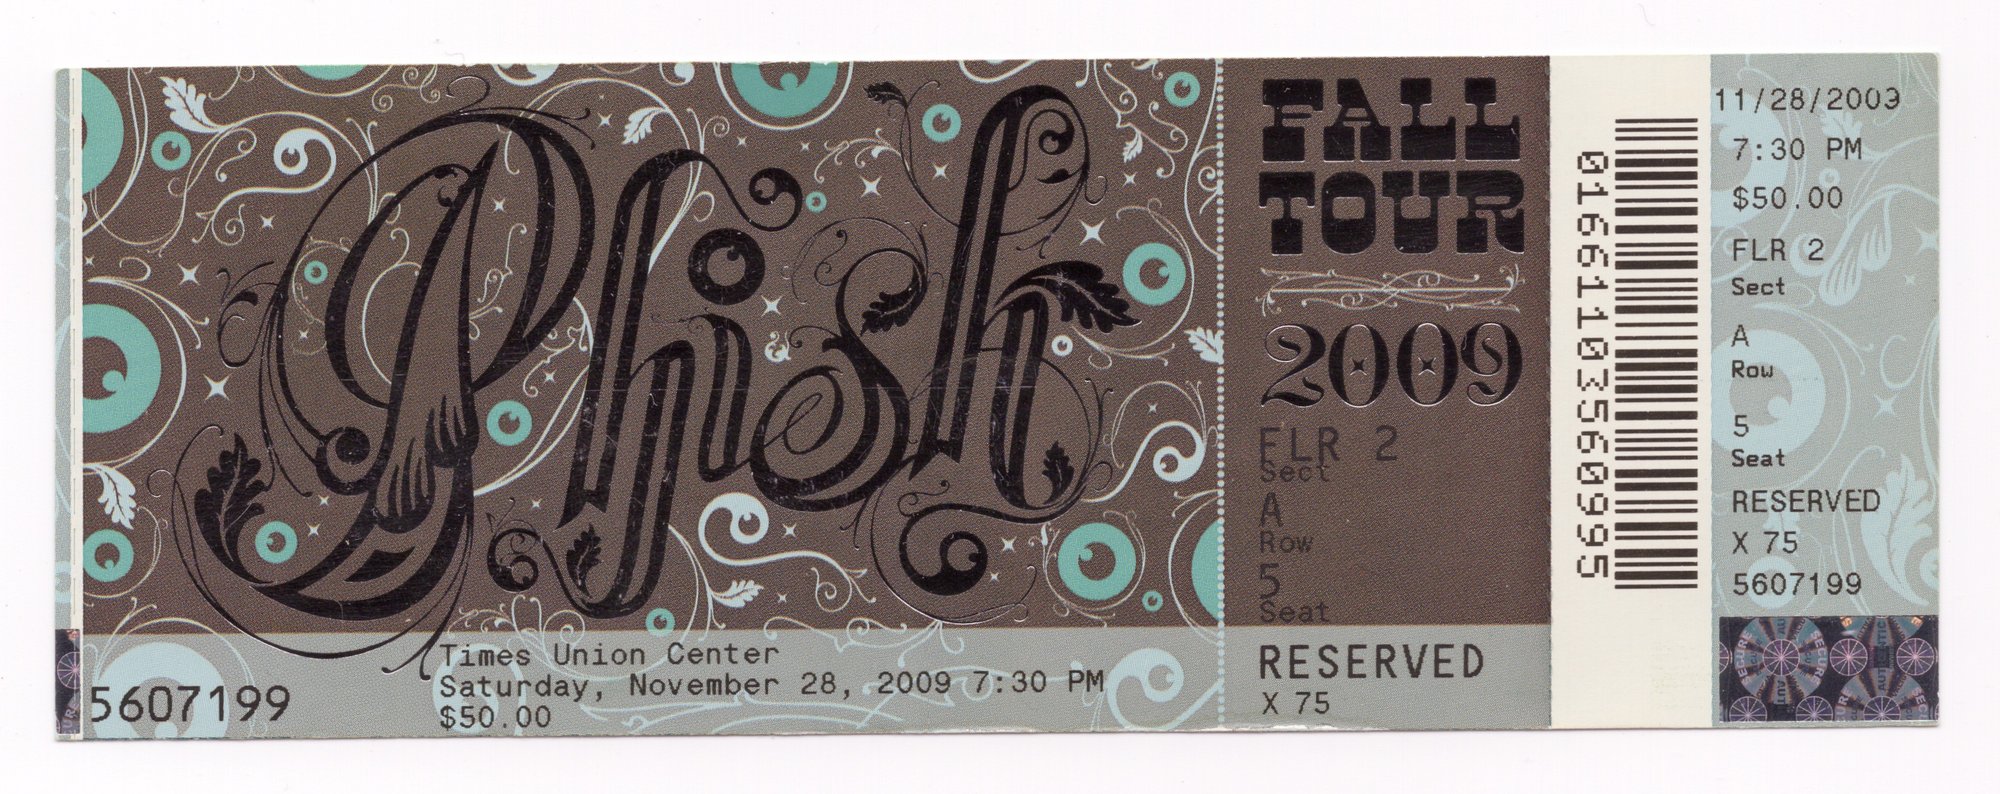 Phish
5607199
Times Union Center
Saturday, November 28, 2009 7:30 PM
$50.00
FALL
TOUR
2009
FLR 2
Sect
A
Row
5
Seat
RESERVED
X 75
01661103560995
11/28/2009
7:30 PM
$50.00
FLR 2
Sect
A
Row
5
Seat
RESERVED
X 75
5607199
SECURE